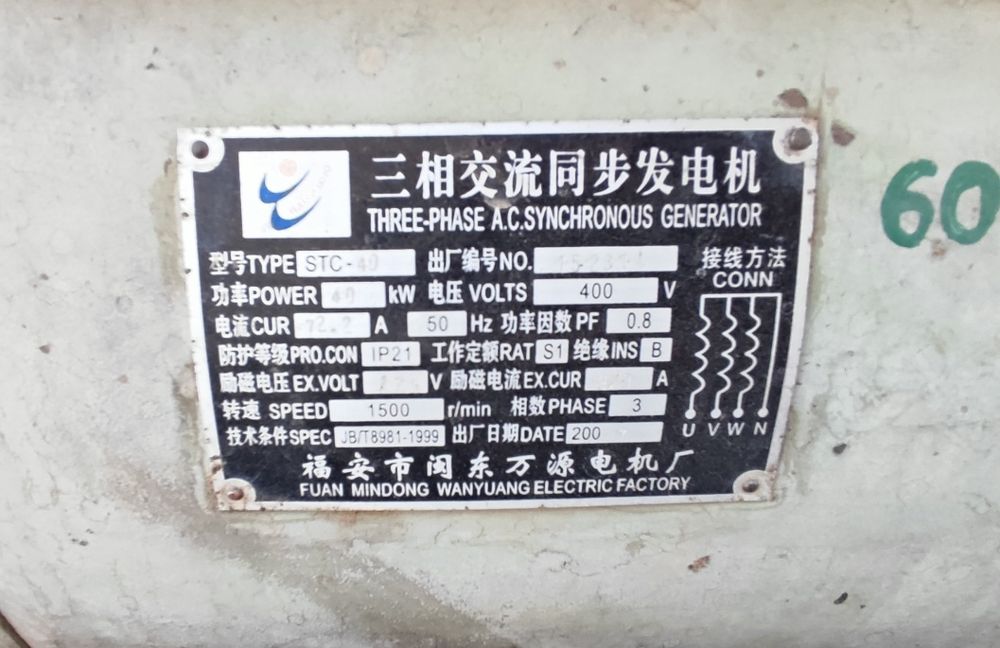 三相交流同步发电机
THREE-PHASE A.C.SYNCHRONOUS GENERATOR
型号TYPE STC-40 出厂编号NO.
功率POWER 40 kW 电压 VOLTS 400 V
电流CUR 72.2 A 50 Hz 功率因数 PF 0.8
防护等级PRO.CON IP21 工作定额RAT S1 绝缘INS B
励磁电压EX.VOLT V 励磁电流EX.CUR A
转速 SPEED 1500 r/min 相数PHASE 3
技术条件SPEC JB/T8981-1999 出厂日期DATE 200
接线方法
CONN
U V W N
福安市闽东万源电机厂
FUAN MINDONG WANYUANG ELECTRIC FACTORY
60